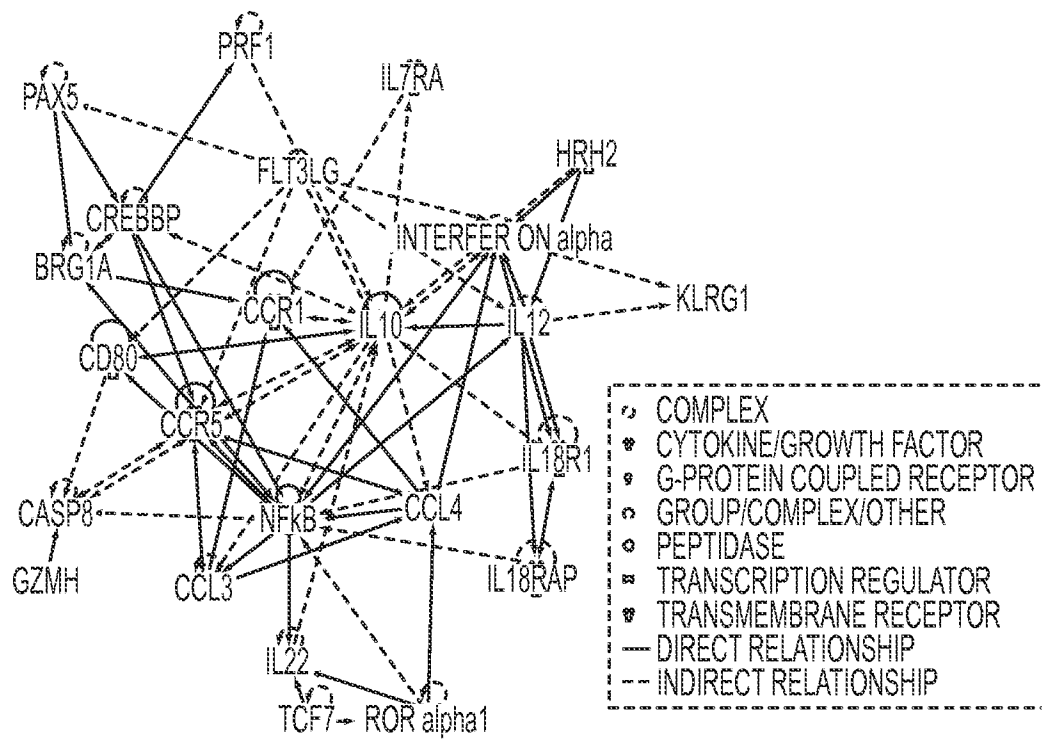 PRF1
PAX5
IL7RA
FLT3LG
HRH2
CREBBP
INTERFER ON alpha
BRG1A
CCR1
KLRG1
IL10
IL12
CD80
CCR5
IL18R1
CASP8
NFkB
CCL4
GZMH
CCL3
IL18RAP
IL22
TCF7
ROR alpha1
COMPLEX
CYTOKINE/GROWTH FACTOR
G-PROTEIN COUPLED RECEPTOR
GROUP/COMPLEX/OTHER
PEPTIDASE
TRANSCRIPTION REGULATOR
TRANSMEMBRANE RECEPTOR
DIRECT RELATIONSHIP
INDIRECT RELATIONSHIP